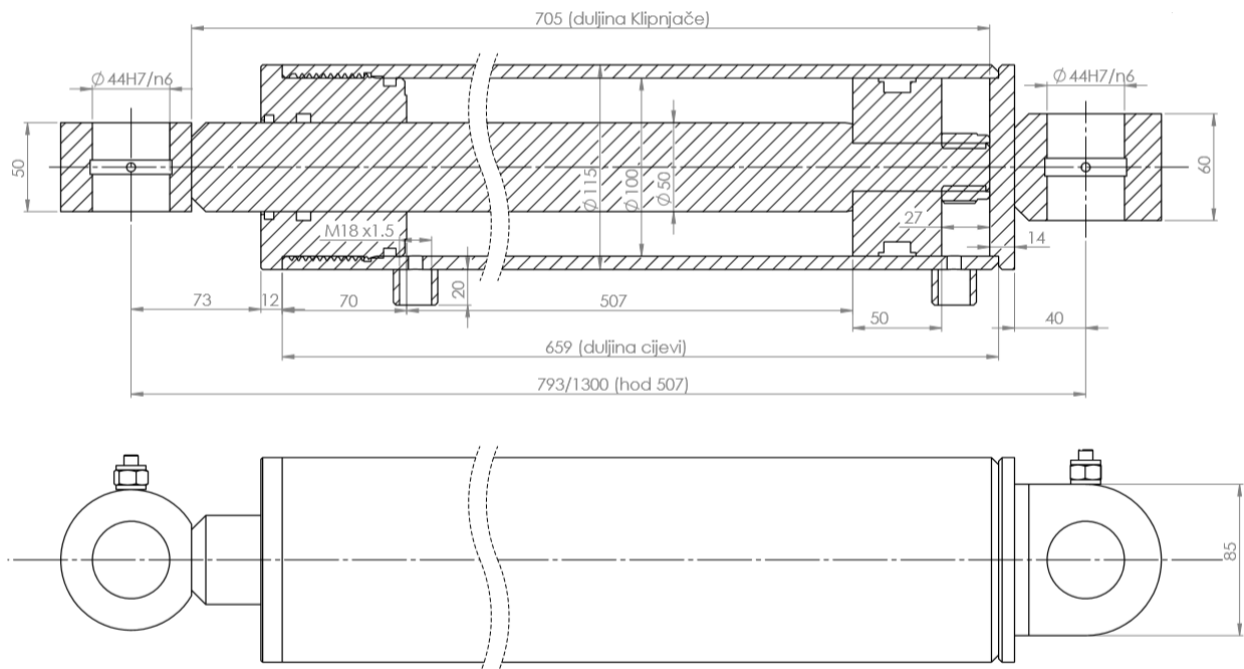 705 (duljina Klipnjače)
Ø 44H7/n6
Ø 44H7/n6
50
Ø 115
Ø 100
Ø 50
60
M18 x1.5
27
14
20
73
12
70
507
50
40
659 (duljina cijevi)
793/1300 (hod 507)
85